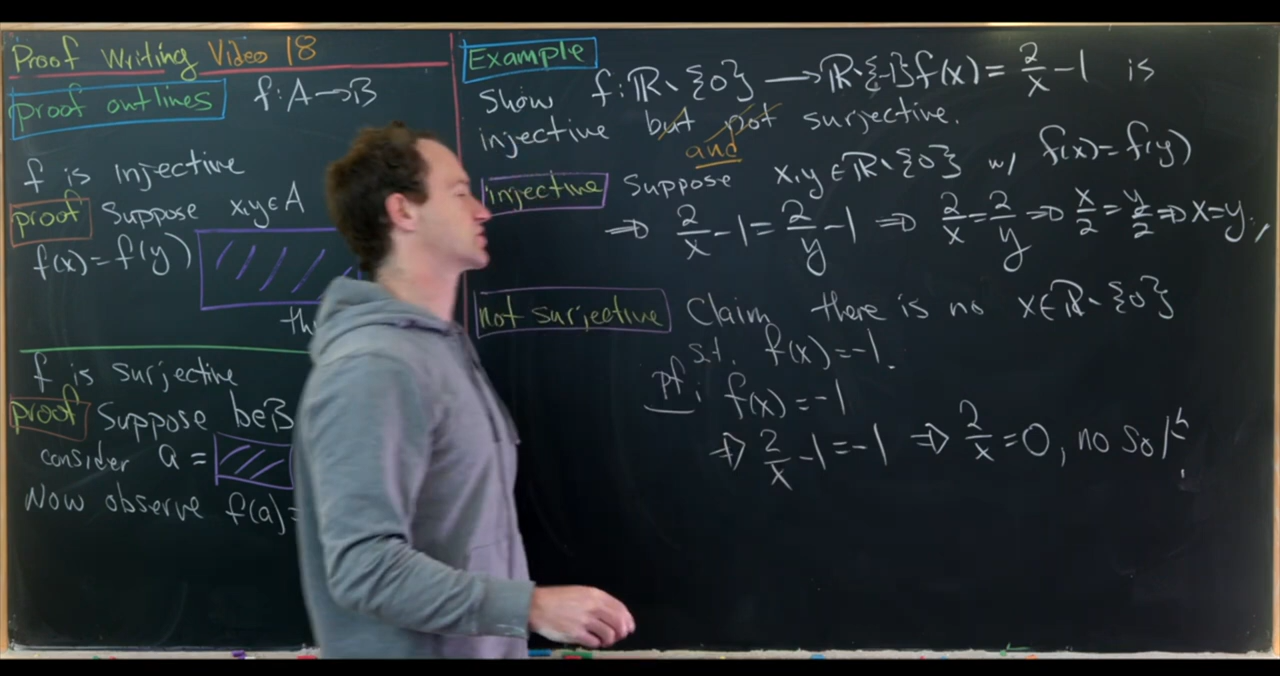 Proof Writing Video 18
proof outlines f: A → B
f is injective
proof Suppose x,y ∈ A
f(x) = f(y)
th
f is surjective
proof Suppose b∈B
consider a =
Now observe f(a) =
Example
Show f: ℝ∖{0} → ℝ∖{-1} f(x) = 2/x - 1 is
injective but not surjective.
and
injective Suppose x,y ∈ ℝ∖{0} w/ f(x) = f(y)
⇒ 2/x - 1 = 2/y - 1 ⇒ 2/x = 2/y ⇒ x/2 = y/2 ⇒ x = y,
not surjective Claim there is no x∈ℝ∖{0}
s.t. f(x) = -1.
pf: f(x) = -1
⇒ 2/x - 1 = -1 ⇒ 2/x = 0, no sol^n.